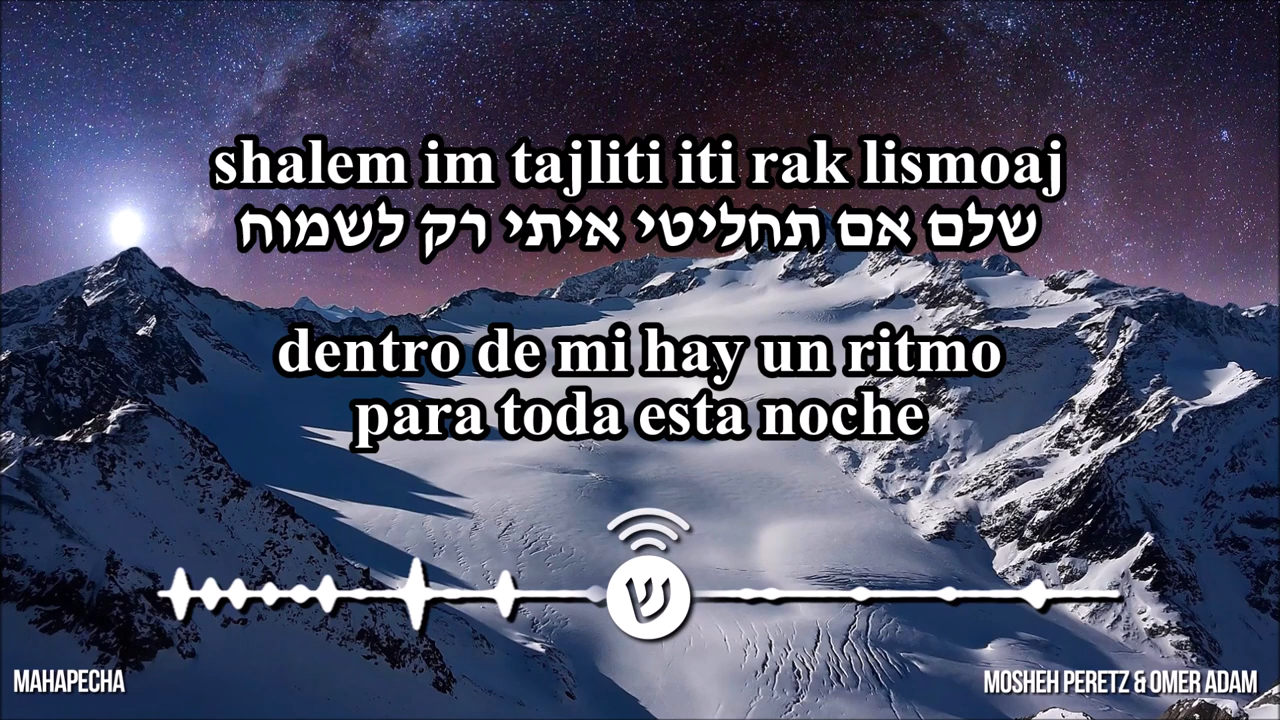 shalem im tajliti iti rak lismoaj
שלם אם תחליטי איתי רק לשמוח
dentro de mi hay un ritmo
para toda esta noche
ש
MAHAPECHA
MOSHEH PERETZ & OMER ADAM